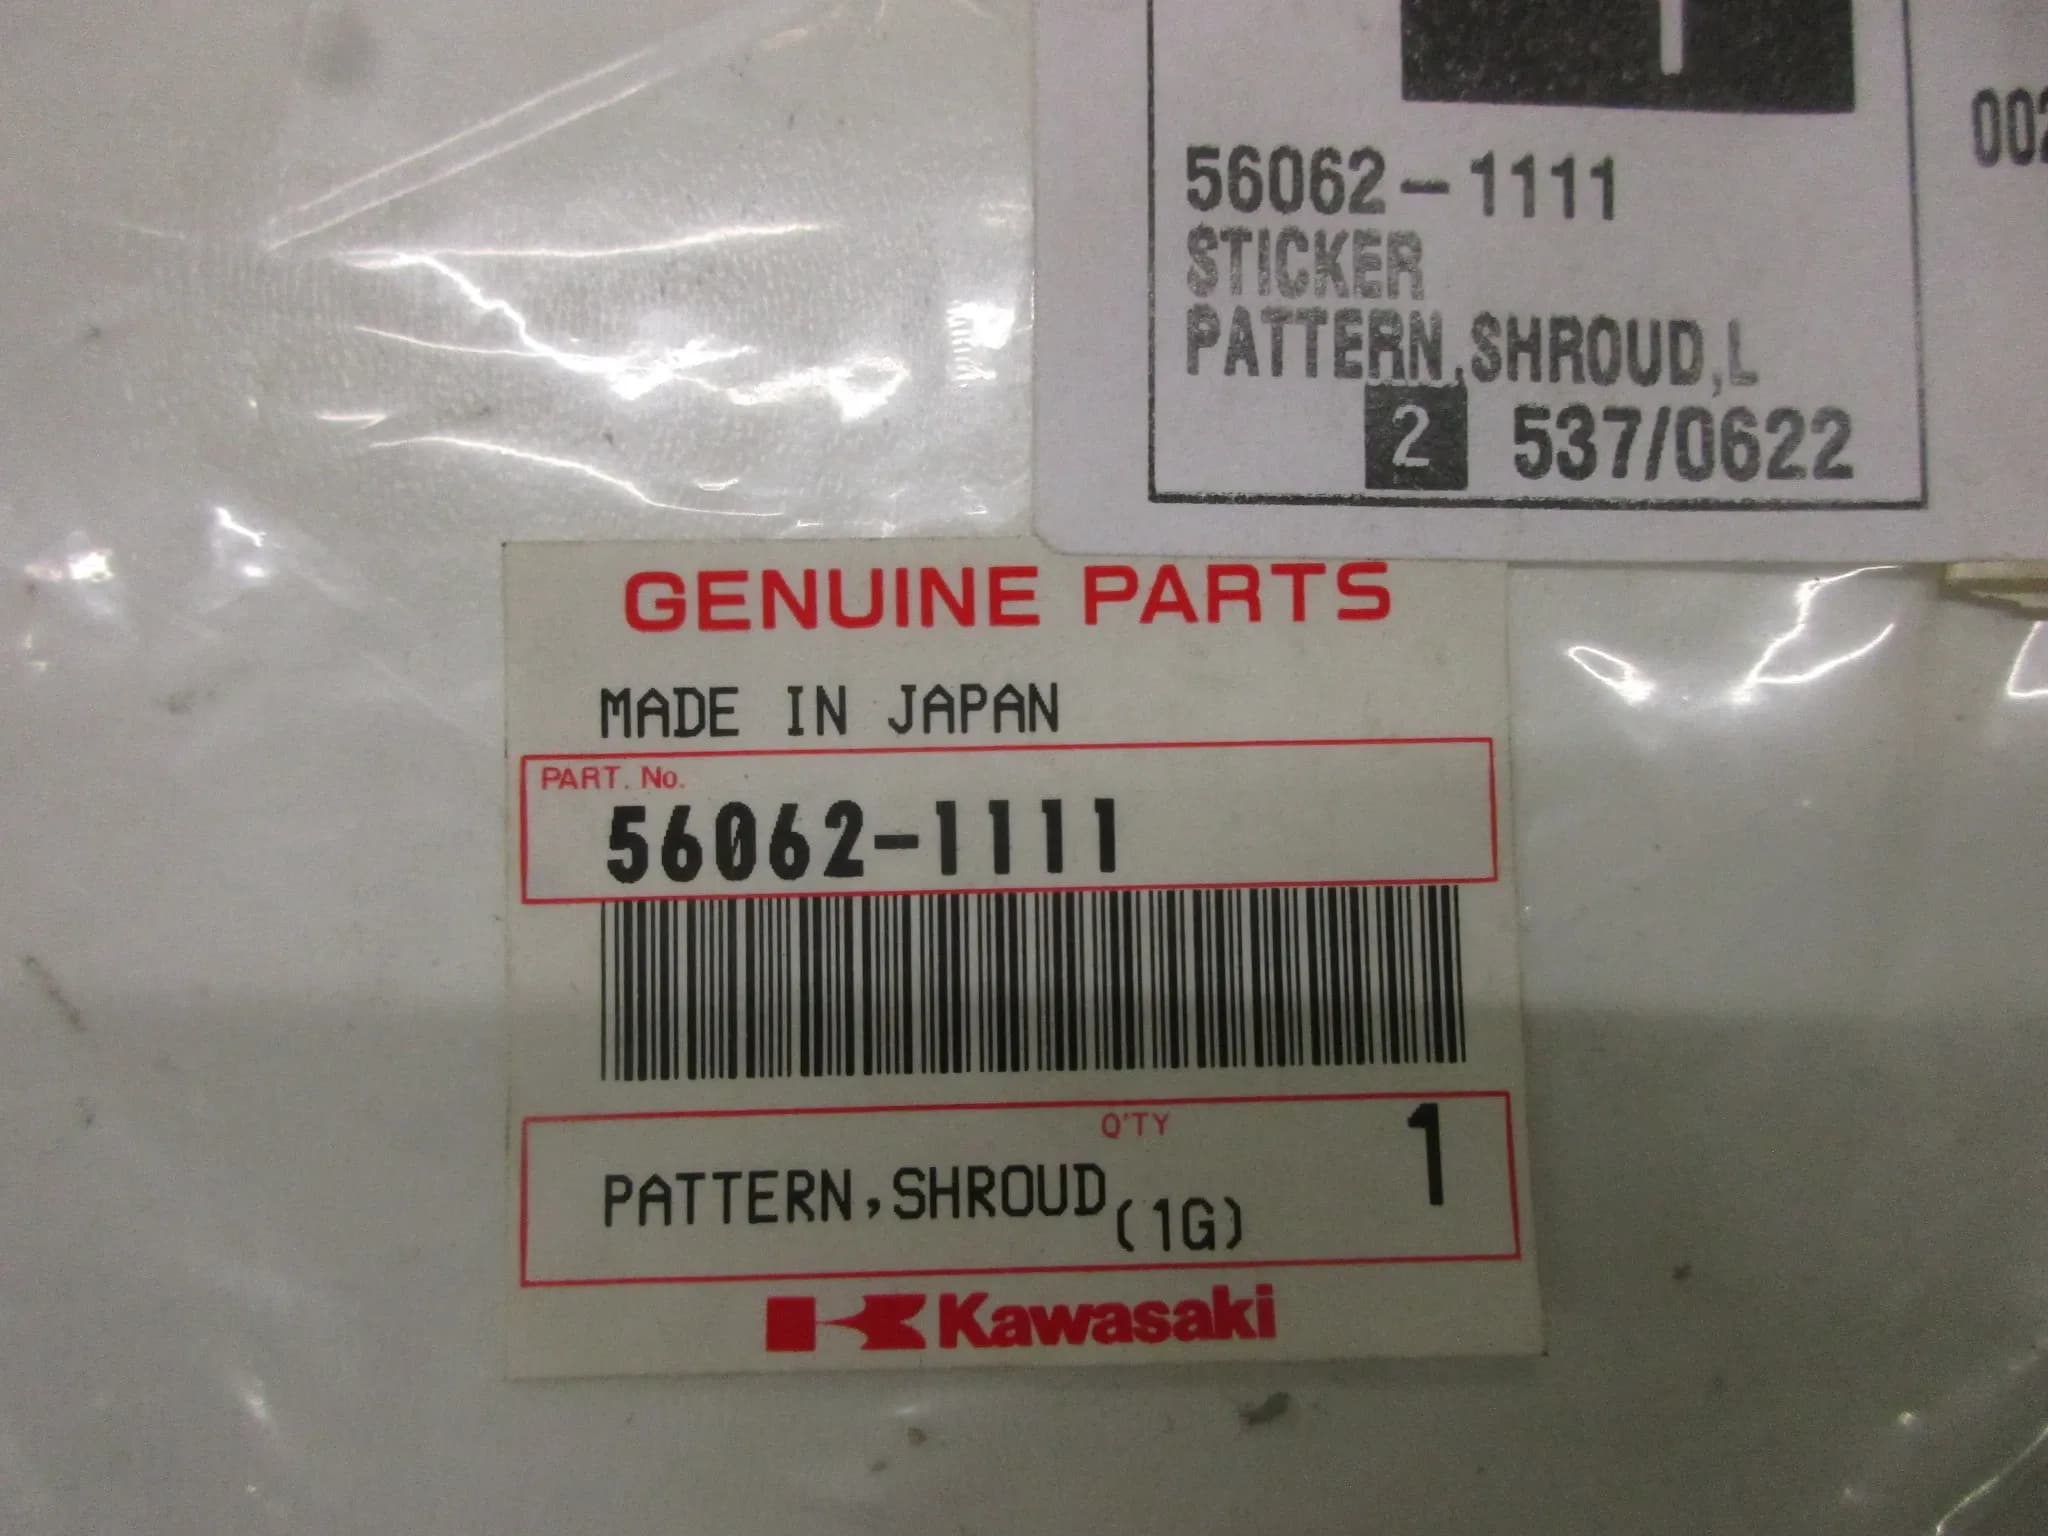 56062-1111
STICKER
PATTERN,SHROUD,L
2 537/0622
002
GENUINE PARTS
MADE IN JAPAN
PART. No.
56062-1111
Q'TY 1
PATTERN,SHROUD(1G)
Kawasaki